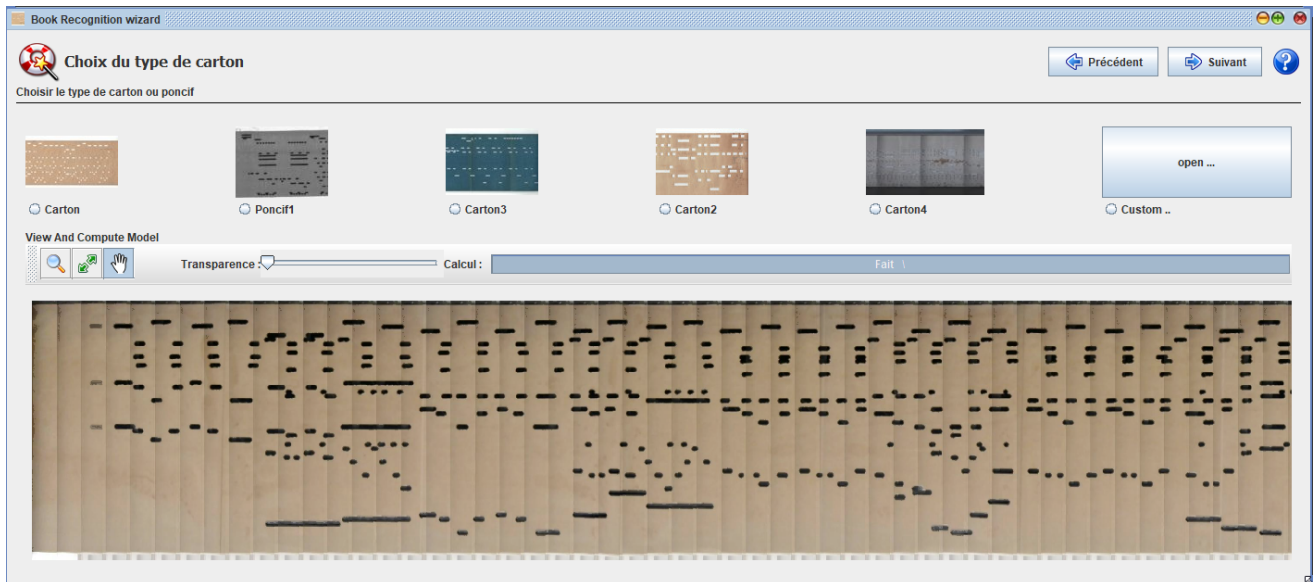 Book Recognition wizard
Choix du type de carton
Précédent
Suivant
Choisir le type de carton ou poncif
open ...
Carton
Poncif1
Carton3
Carton2
Carton4
Custom ..
View And Compute Model
Transparence :
Calcul :
Fait \